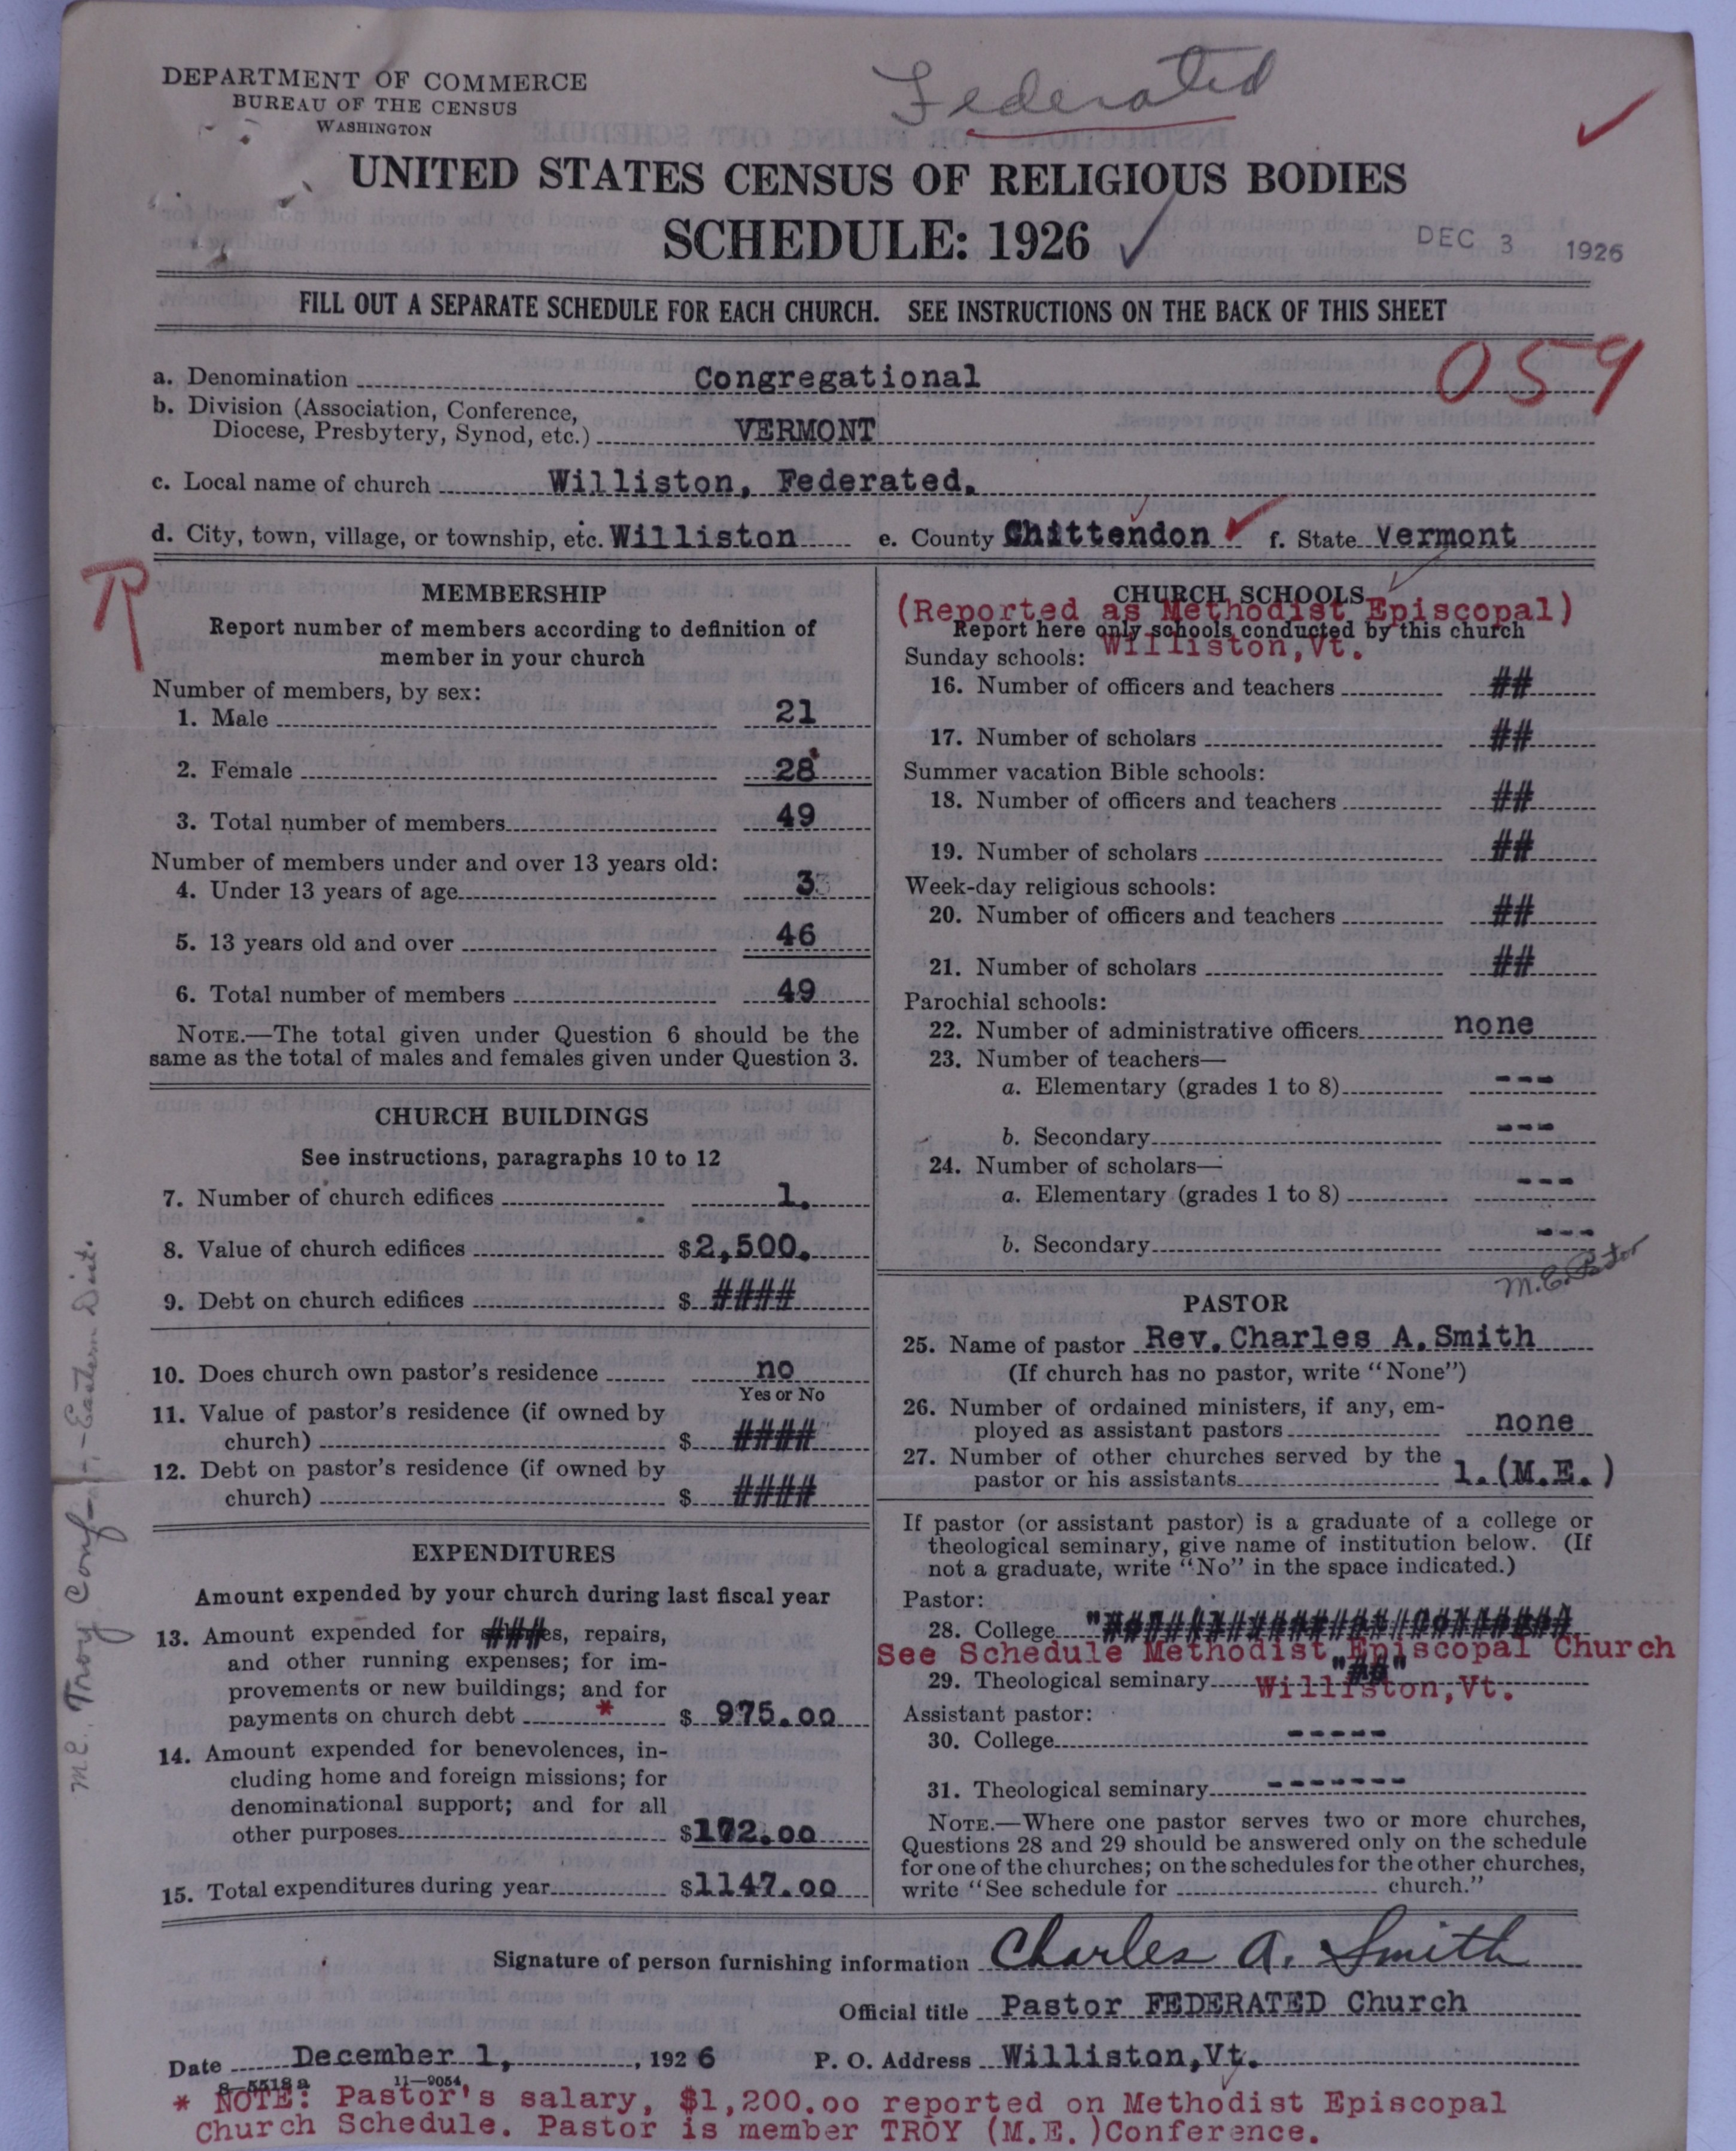 Federated
DEPARTMENT OF COMMERCE
BUREAU OF THE CENSUS
WASHINGTON
UNITED STATES CENSUS OF RELIGIOUS BODIES
SCHEDULE: 1926
DEC 3 1926
FILL OUT A SEPARATE SCHEDULE FOR EACH CHURCH. SEE INSTRUCTIONS ON THE BACK OF THIS SHEET
059
a. Denomination Congregational
b. Division (Association, Conference,
Diocese, Presbytery, Synod, etc.) VERMONT
c. Local name of church Williston, Federated.
d. City, town, village, or township, etc. Williston e. County Chittendon f. State Vermont
R
MEMBERSHIP
Report number of members according to definition of
member in your church
Number of members, by sex:
1. Male 21
2. Female 28
3. Total number of members 49
Number of members under and over 13 years old:
4. Under 13 years of age 3
5. 13 years old and over 46
6. Total number of members 49
NOTE.—The total given under Question 6 should be the
same as the total of males and females given under Question 3.
CHURCH BUILDINGS
See instructions, paragraphs 10 to 12
7. Number of church edifices 1.
8. Value of church edifices $2,500.
9. Debt on church edifices $ ####
10. Does church own pastor's residence no
Yes or No
11. Value of pastor's residence (if owned by
church) $ ####
12. Debt on pastor's residence (if owned by
church) $ ####
EXPENDITURES
Amount expended by your church during last fiscal year
13. Amount expended for ###es, repairs,
and other running expenses; for im-
provements or new buildings; and for
payments on church debt * $ 975.00
14. Amount expended for benevolences, in-
cluding home and foreign missions; for
denominational support; and for all
other purposes $172.00
15. Total expenditures during year $1147.00
CHURCH SCHOOLS
(Reported as Methodist Episcopal)
Report here only schools conducted by this church
Williston,Vt.
Sunday schools:
16. Number of officers and teachers ##
17. Number of scholars ##
Summer vacation Bible schools:
18. Number of officers and teachers ##
19. Number of scholars ##
Week-day religious schools:
20. Number of officers and teachers ##
21. Number of scholars ##
Parochial schools:
22. Number of administrative officers none
23. Number of teachers—
a. Elementary (grades 1 to 8) ---
b. Secondary ---
24. Number of scholars—
a. Elementary (grades 1 to 8) ---
b. Secondary ---
M.E. Pastor
PASTOR
25. Name of pastor Rev. Charles A. Smith
(If church has no pastor, write "None")
26. Number of ordained ministers, if any, em-
ployed as assistant pastors none
27. Number of other churches served by the
pastor or his assistants 1.(M.E.)
If pastor (or assistant pastor) is a graduate of a college or
theological seminary, give name of institution below. (If
not a graduate, write "No" in the space indicated.)
Pastor:
28. College
See Schedule Methodist Episcopal Church
29. Theological seminary "##"
Williston,Vt.
Assistant pastor:
30. College -----
31. Theological seminary -------
NOTE.—Where one pastor serves two or more churches,
Questions 28 and 29 should be answered only on the schedule
for one of the churches; on the schedules for the other churches,
write "See schedule for church."
Signature of person furnishing information Charles A. Smith
Official title Pastor FEDERATED Church
Date December 1, , 1926 P. O. Address Williston,Vt.
8—5518a 11—9054
* NOTE: Pastor's salary, $1,200.00 reported on Methodist Episcopal
Church Schedule. Pastor is member TROY (M.E.)Conference.
M.E. Troy Conf—.-Eastern Dist.